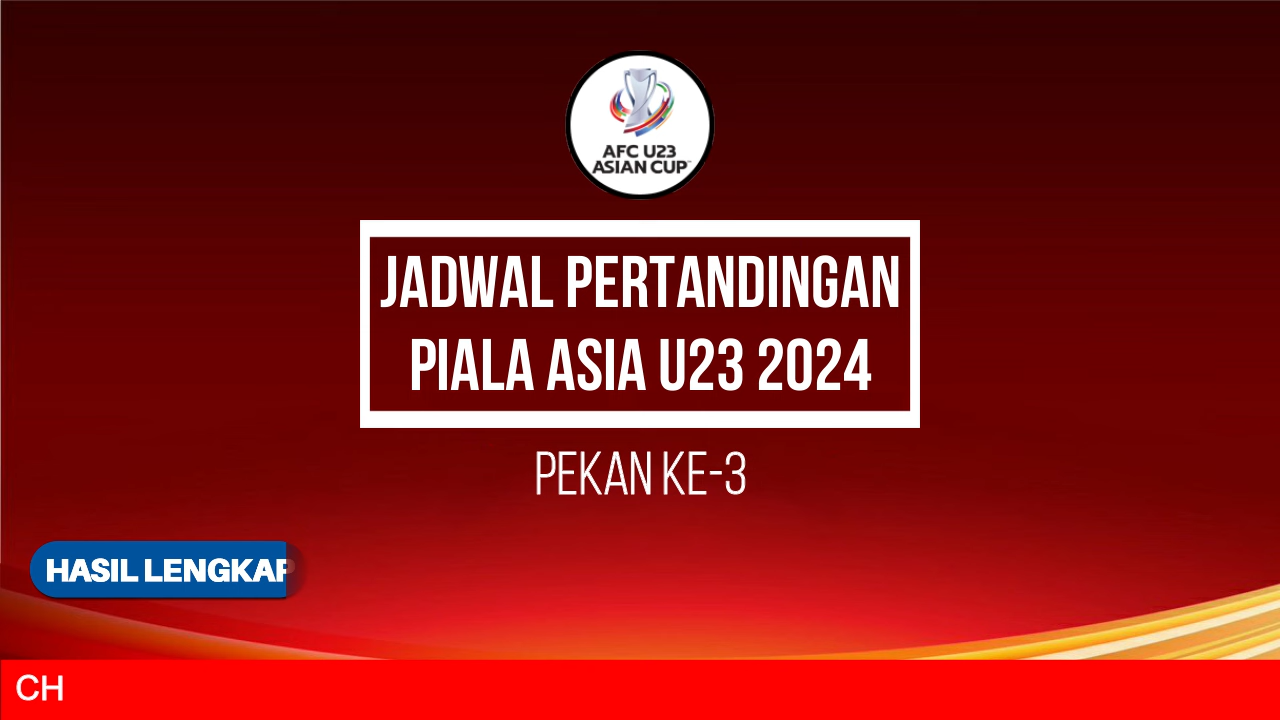 AFC U23
ASIAN CUP
JADWAL PERTANDINGAN
PIALA ASIA U23 2024
PEKAN KE-3
HASIL LENGKAP
CH